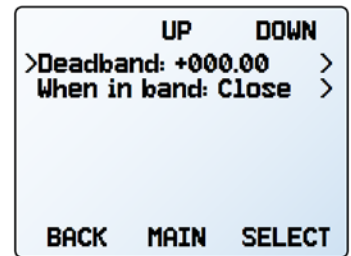 UP DOWN
>Deadband: +000.00 >
When in band: Close >
BACK MAIN SELECT